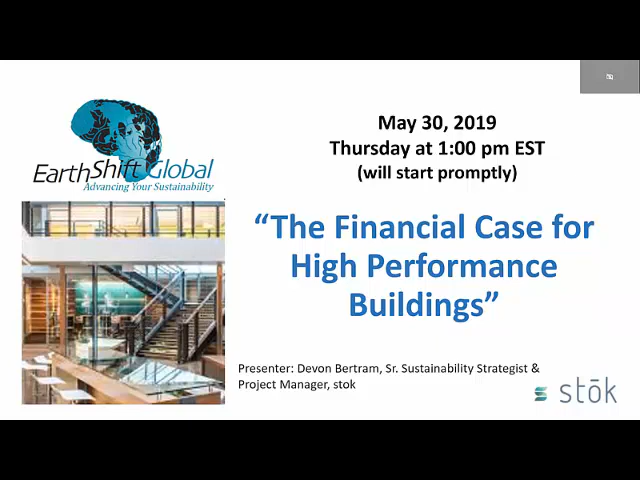 EarthShift Global
Advancing Your Sustainability
May 30, 2019
Thursday at 1:00 pm EST
(will start promptly)
“The Financial Case for
High Performance
Buildings”
Presenter: Devon Bertram, Sr. Sustainability Strategist &
Project Manager, stok
stōk